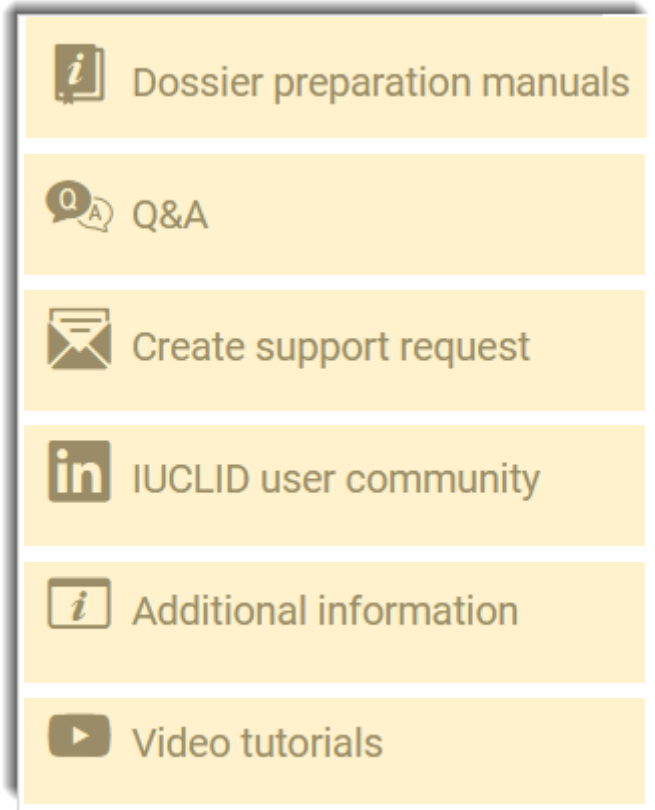 Dossier preparation manuals
Q&A
Create support request
IUCLID user community
Additional information
Video tutorials